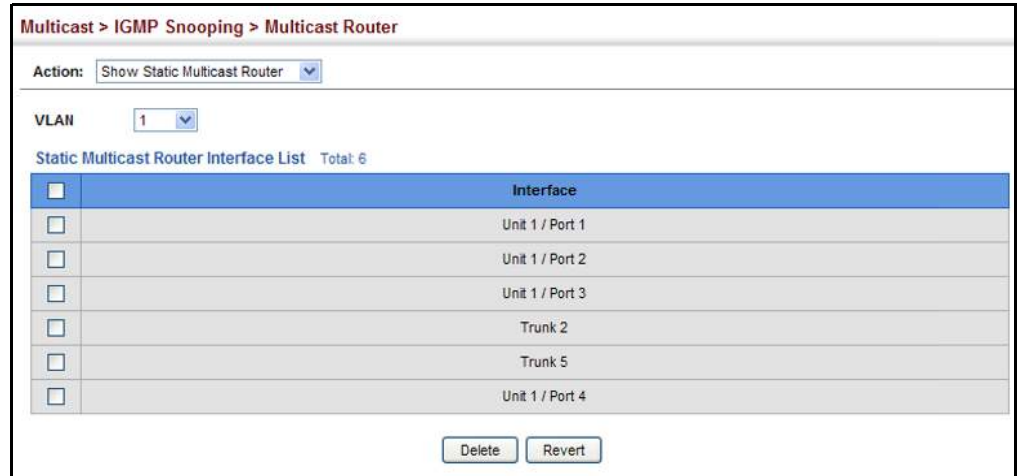 Multicast > IGMP Snooping > Multicast Router
Action: Show Static Multicast Router
VLAN 1
Static Multicast Router Interface List Total: 6
Interface
Unit 1 / Port 1
Unit 1 / Port 2
Unit 1 / Port 3
Trunk 2
Trunk 5
Unit 1 / Port 4
Delete Revert